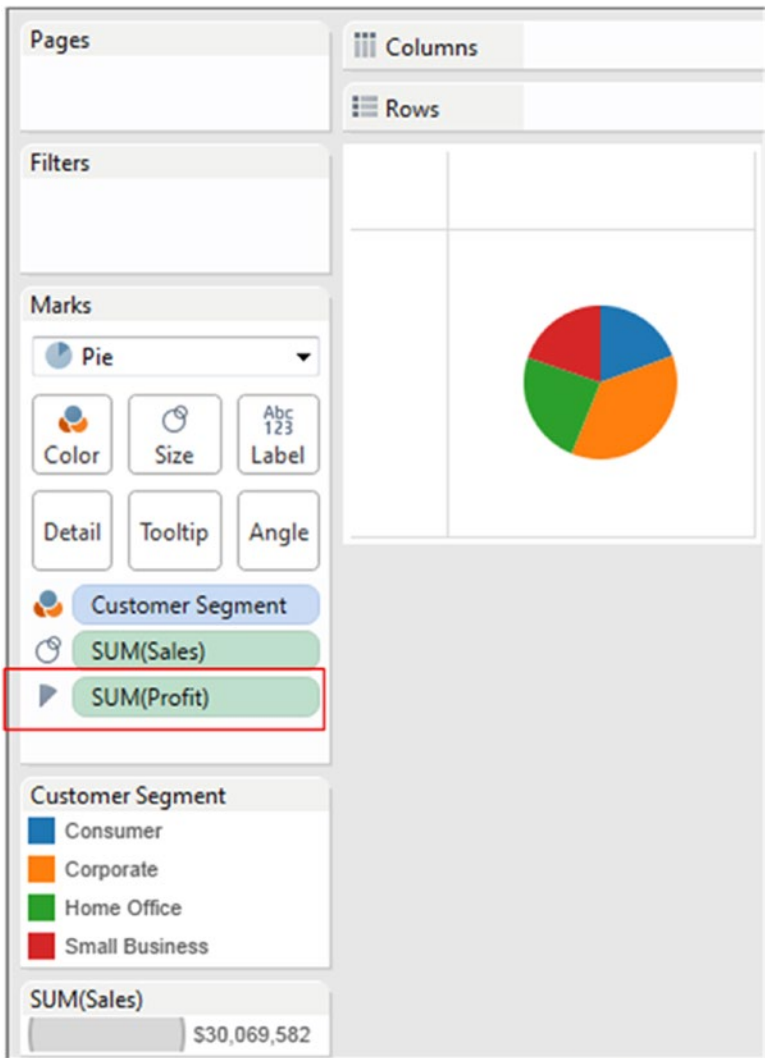 Pages
Columns
Rows
Filters
Marks
Pie
Color
Size
Abc
123
Label
Detail
Tooltip
Angle
Customer Segment
SUM(Sales)
SUM(Profit)
Customer Segment
Consumer
Corporate
Home Office
Small Business
SUM(Sales)
$30,069,582